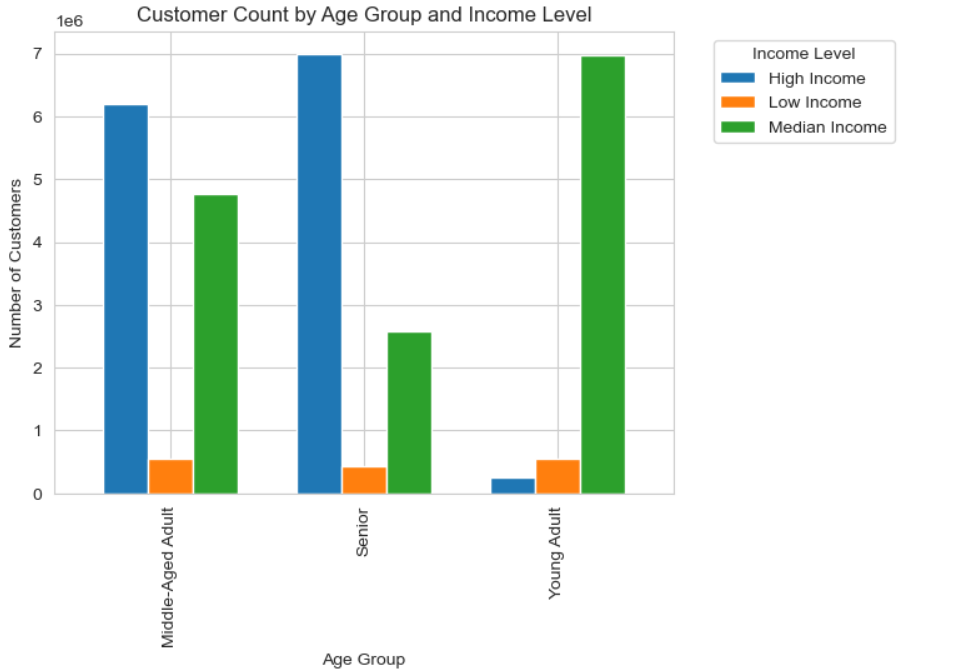 Customer Count by Age Group and Income Level
1e6
7
6
5
4
3
2
1
0
Number of Customers
Middle-Aged Adult
Senior
Young Adult
Age Group
Income Level
High Income
Low Income
Median Income